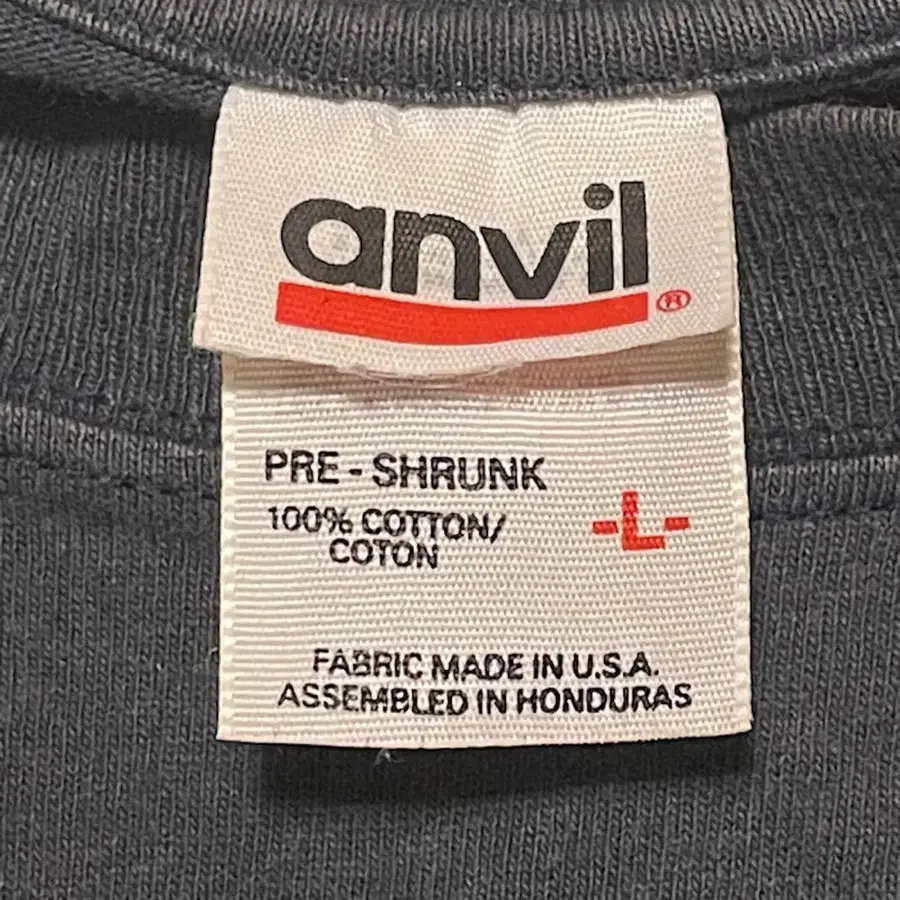 anvil®
PRE - SHRUNK
100% COTTON/
COTON
-L-
FABRIC MADE IN U.S.A.
ASSEMBLED IN HONDURAS